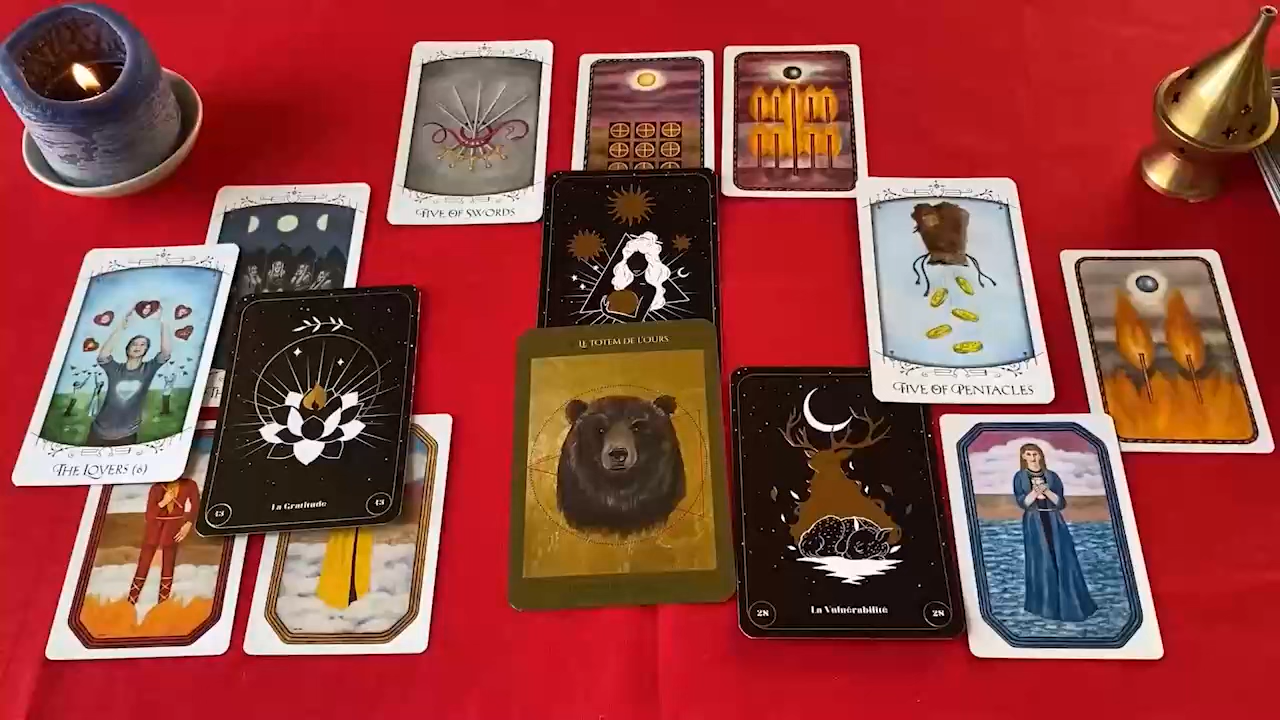 FIVE OF SWORDS
FIVE OF PENTACLES
THE LOVERS (6)
TH
43
La Gratitude
43
LE TOTEM DE L'OURS
28
La Vulnérabilité
28